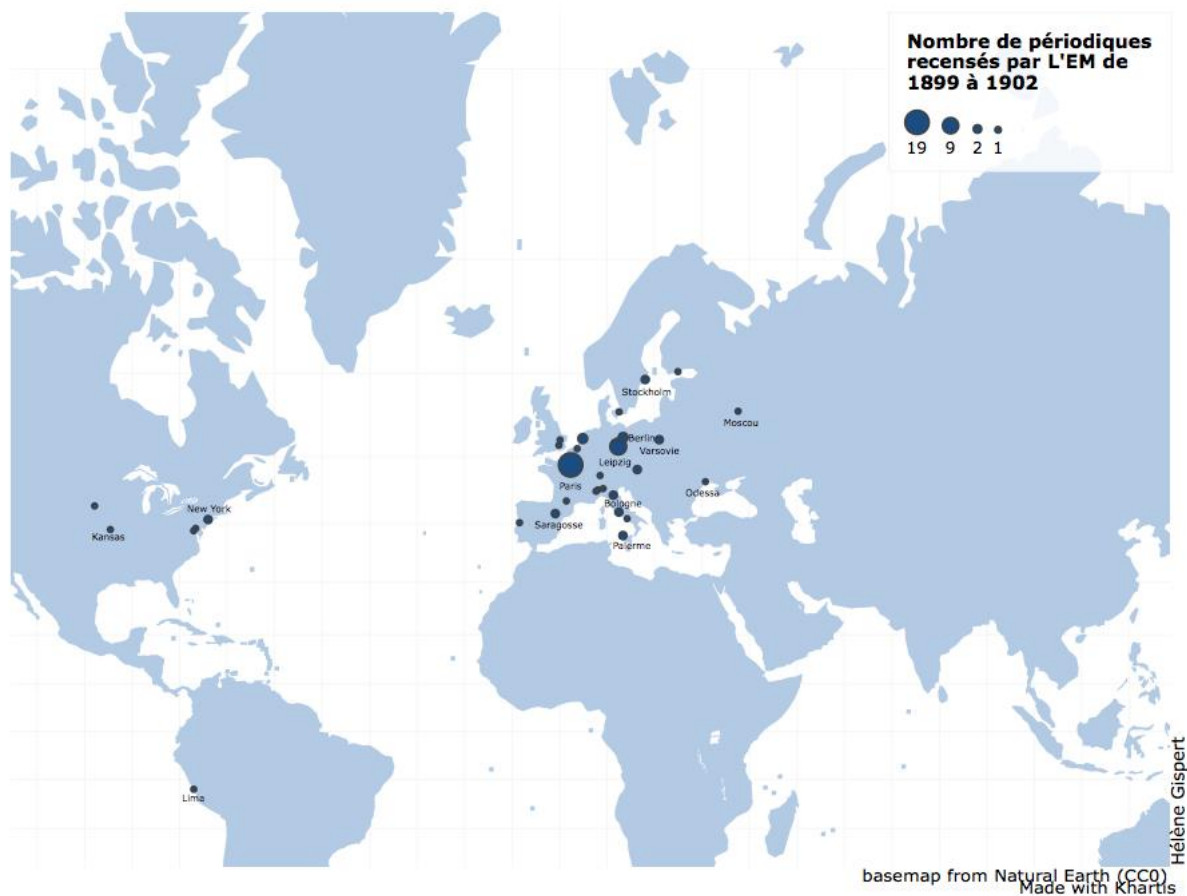 Nombre de périodiques
recensés par L'EM de
1899 à 1902
19 9 2 1
Stockholm
Moscou
Berlin
Varsovie
Leipzig
Paris
Odessa
Bologne
New York
Saragosse
Kansas
Palerme
Lima
Hélène Gispert
basemap from Natural Earth (CC0)
Made with Khartis